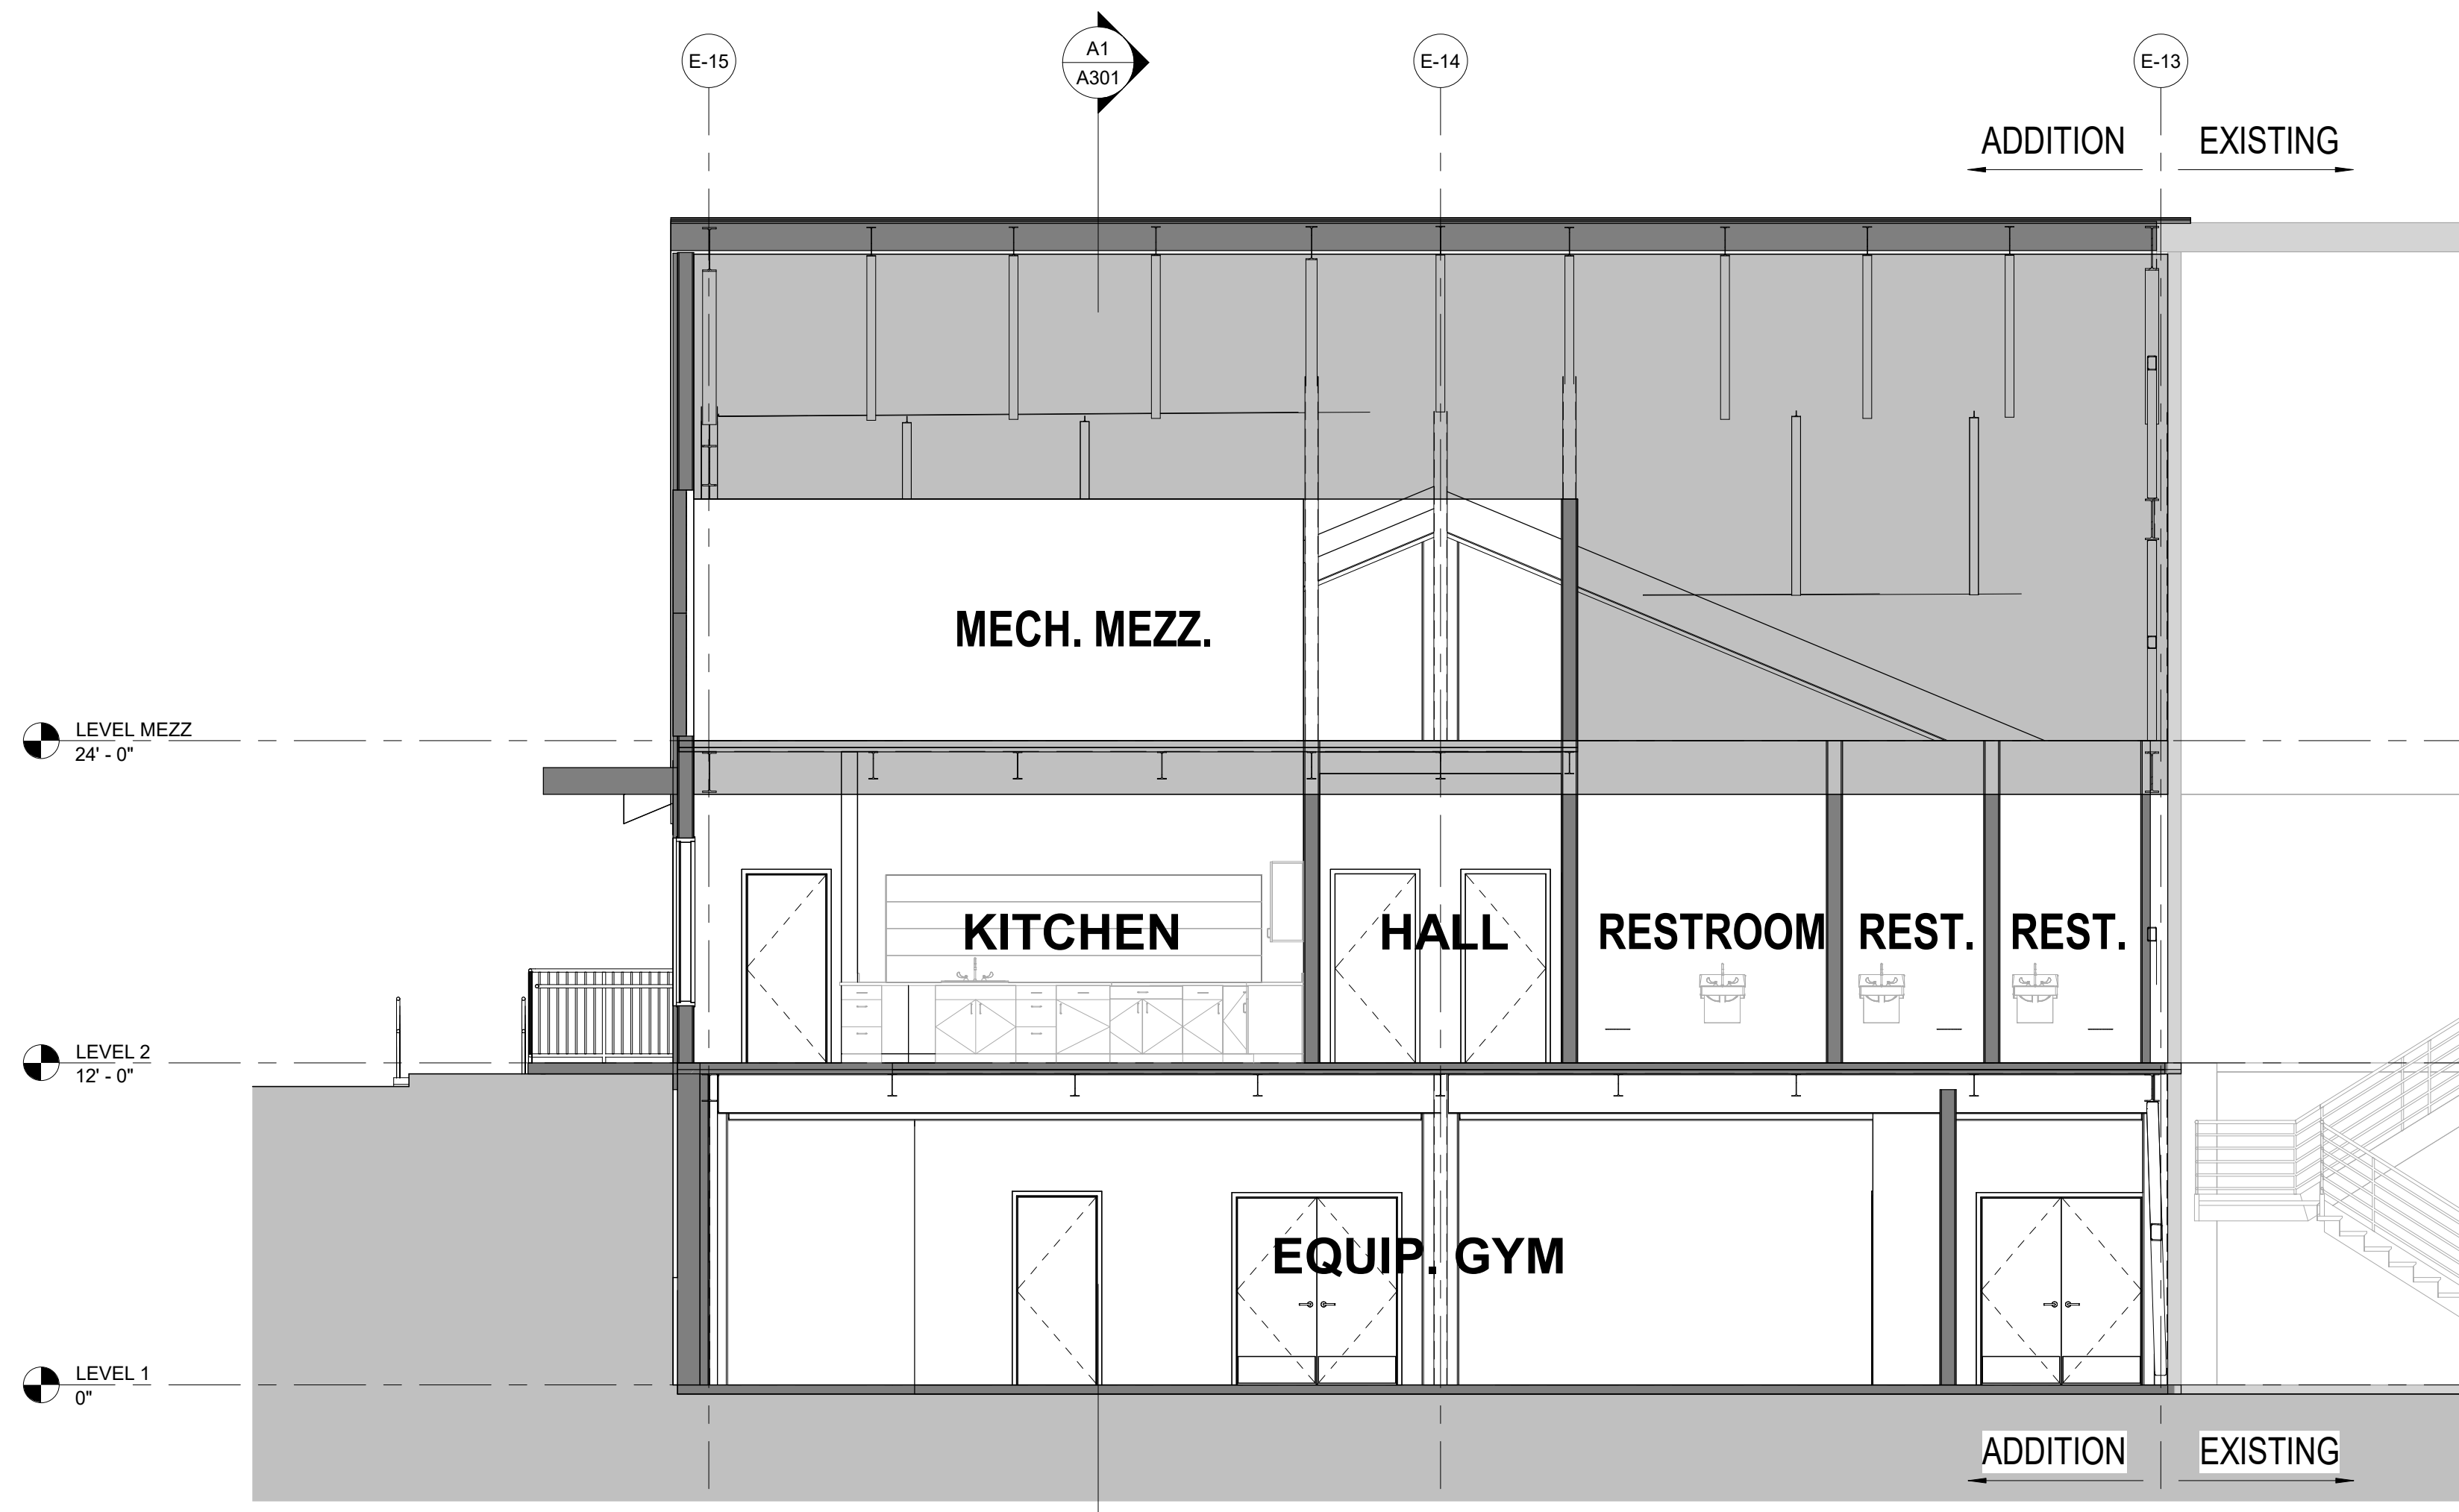 E-15
A1
A301
E-14
E-13
ADDITION
EXISTING
MECH. MEZZ.
LEVEL MEZZ
24' - 0"
KITCHEN
HALL
RESTROOM
REST.
REST.
LEVEL 2
12' - 0"
EQUIP. GYM
LEVEL 1
0"
ADDITION
EXISTING